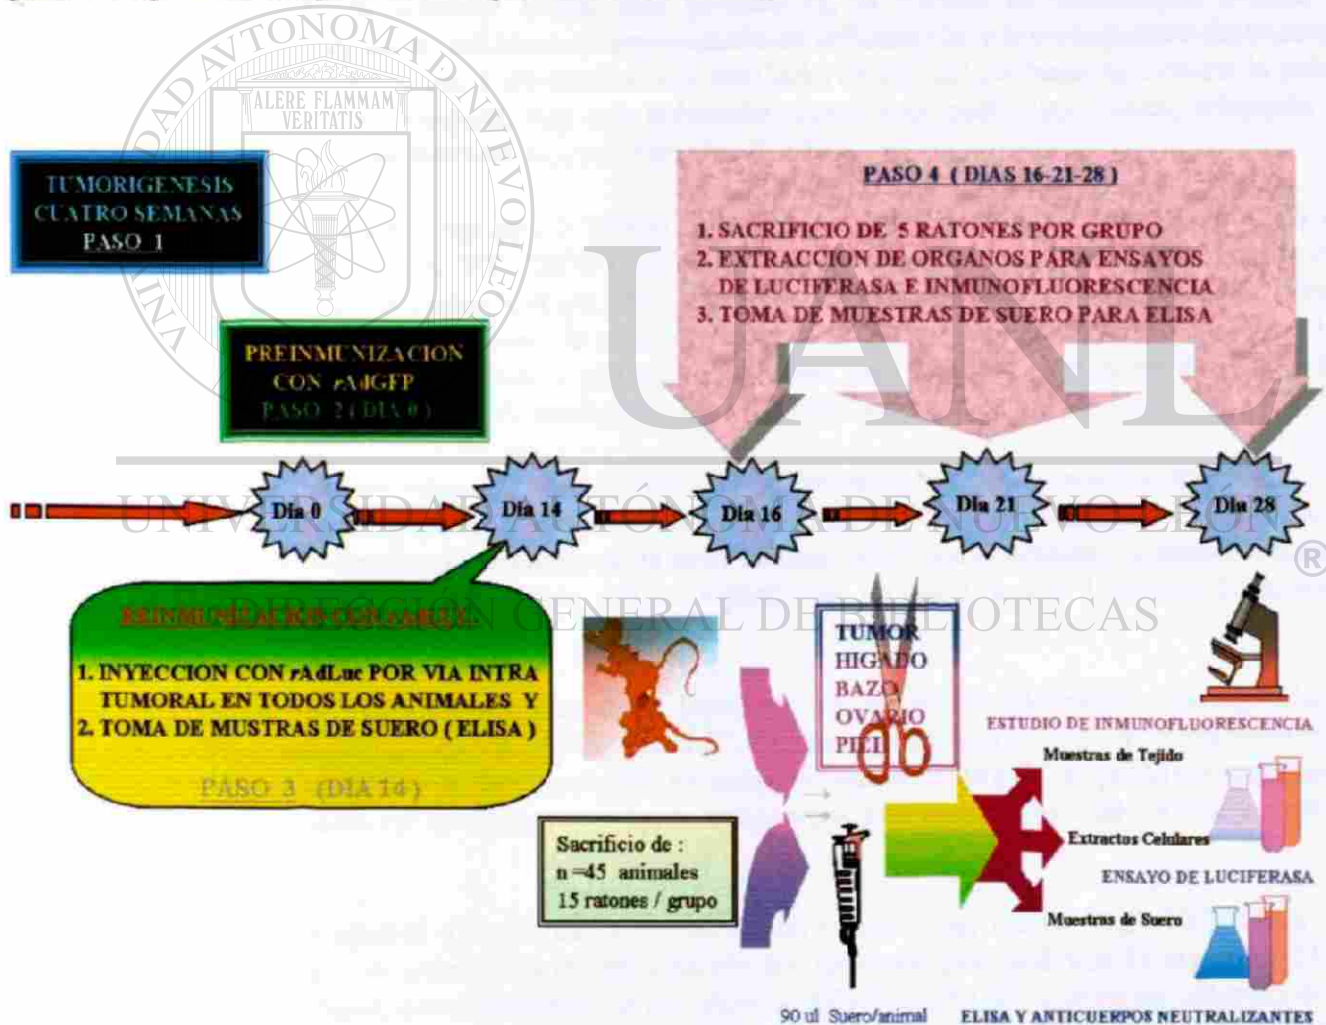 TUMORIGENESIS
CUATRO SEMANAS
PASO 1
PREINMUNIZACION
CON rAdGFP
PASO 2 ( DIA 0 )
PASO 4 ( DIAS 16-21-28 )
1. SACRIFICIO DE 5 RATONES POR GRUPO
2. EXTRACCION DE ORGANOS PARA ENSAYOS
DE LUCIFERASA E INMUNOFLUORESCENCIA
3. TOMA DE MUESTRAS DE SUERO PARA ELISA
Dia 0
Dia 14
Dia 16
Dia 21
Dia 28
1. INYECCION CON rAdLuc POR VIA INTRA
TUMORAL EN TODOS LOS ANIMALES Y
2. TOMA DE MUSTRAS DE SUERO ( ELISA )
PASO 3 (DIA 14 )
Sacrificio de :
n =45 animales
15 ratones / grupo
TUMOR
HIGADO
BAZO
OVARIO
PIEL
90 ul Suero/animal
ESTUDIO DE INMUNOFLUORESCENCIA
Muestras de Tejido
Extractos Celulares
ENSAYO DE LUCIFERASA
Muestras de Suero
ELISA Y ANTICUERPOS NEUTRALIZANTES
ALERE FLAMMAM
VERITATIS
UANL
UNIVERSIDAD AUTÓNOMA DE NUEVO LEÓN
®
DIRECCIÓN GENERAL DE BIBLIOTECAS